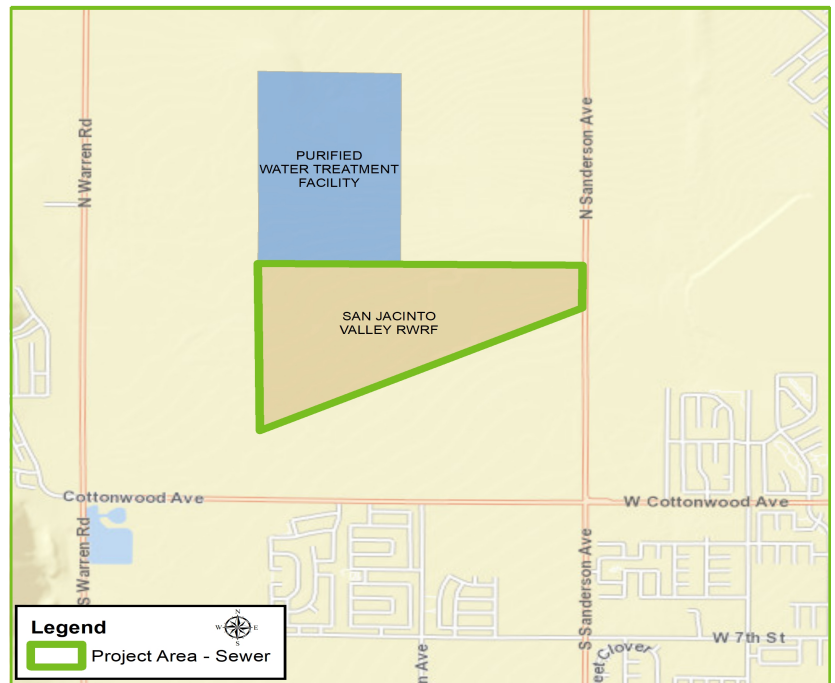 N Warren Rd
N Sanderson Ave
PURIFIED
WATER TREATMENT
FACILITY
SAN JACINTO
VALLEY RWRF
Cottonwood Ave
W Cottonwood Ave
S Warren Rd
S Sanderson Ave
Legend
N
W
E
S
Project Area - Sewer
W 7th St
Clover